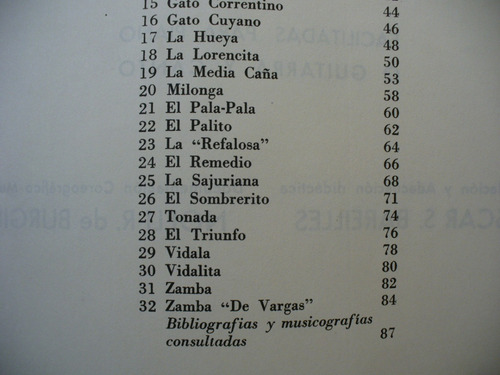 15 Gato Correntino 44
16 Gato Cuyano 46
17 La Hueya 48
18 La Lorencita 50
19 La Media Caña 53
20 Milonga 58
21 El Pala-Pala 60
22 El Palito 62
23 La "Refalosa" 64
24 El Remedio 66
25 La Sajuriana 68
26 El Sombrerito 71
27 Tonada 74
28 El Triunfo 76
29 Vidala 78
30 Vidalita 80
31 Zamba 82
32 Zamba "De Vargas" 84
Bibliografias y musicografías
consultadas 87